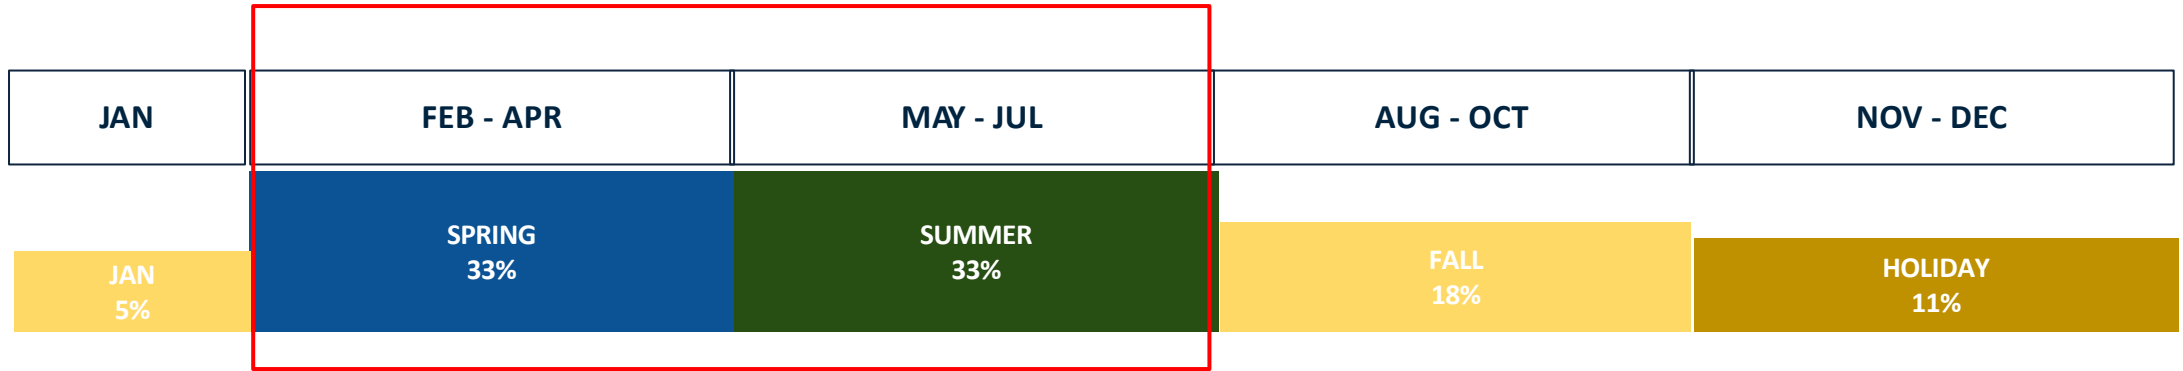 JAN
FEB - APR
MAY - JUL
AUG - OCT
NOV - DEC
JAN
5%
SPRING
33%
SUMMER
33%
FALL
18%
HOLIDAY
11%